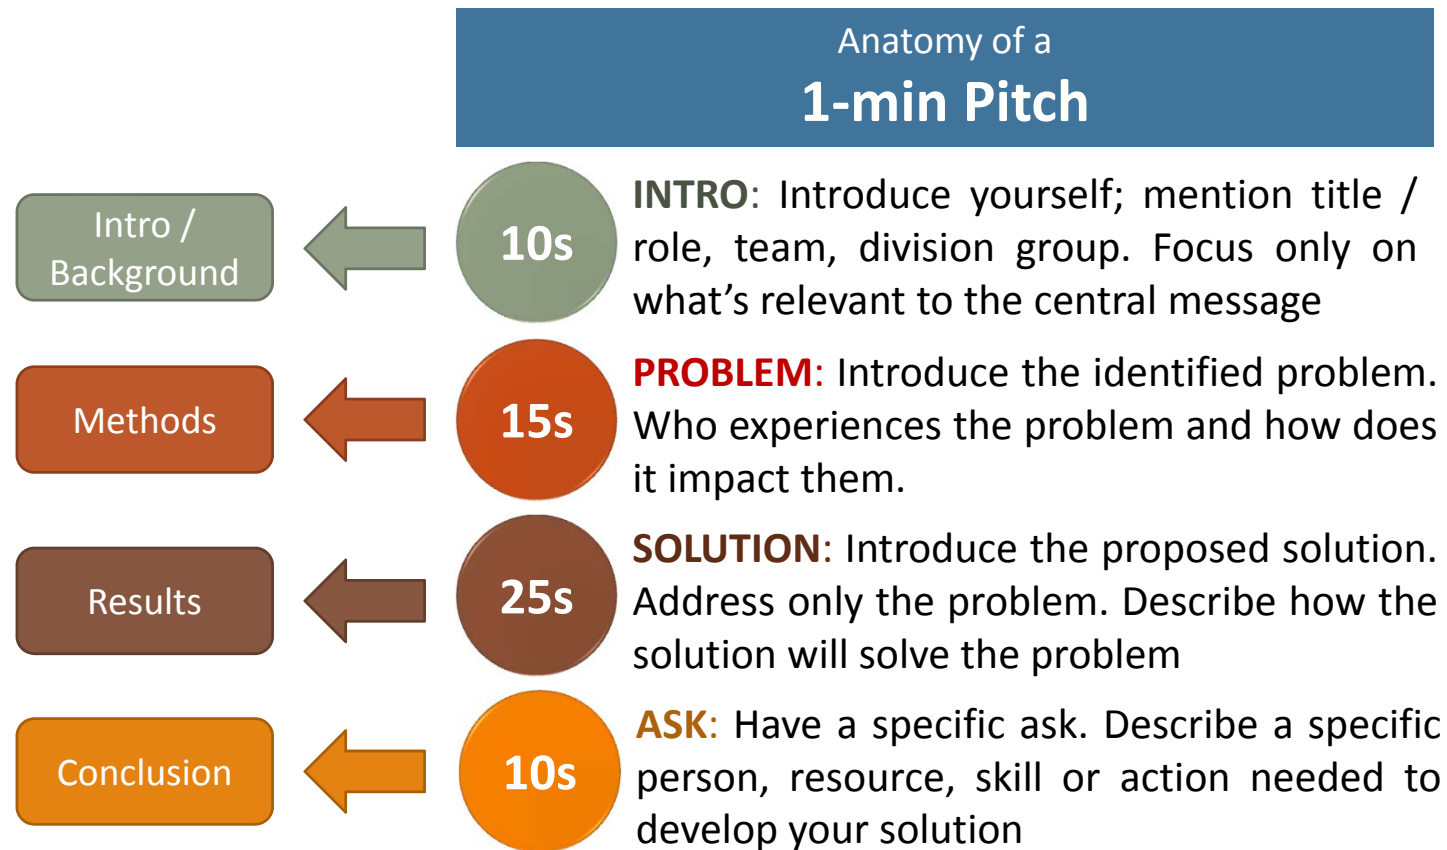 Anatomy of a
1-min Pitch
Intro /
Background
10s
INTRO: Introduce yourself; mention title /
role, team, division group. Focus only on
what’s relevant to the central message
Methods
15s
PROBLEM: Introduce the identified problem.
Who experiences the problem and how does
it impact them.
Results
25s
SOLUTION: Introduce the proposed solution.
Address only the problem. Describe how the
solution will solve the problem
Conclusion
10s
ASK: Have a specific ask. Describe a specific
person, resource, skill or action needed to
develop your solution